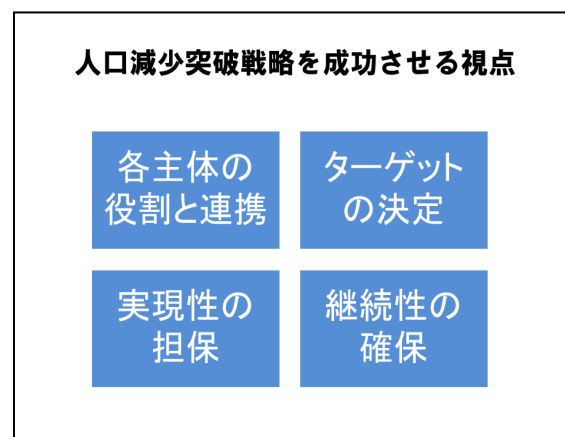 人口減少突破戦略を成功させる視点
各主体の
役割と連携
ターゲット
の決定
実現性の
担保
継続性の
確保